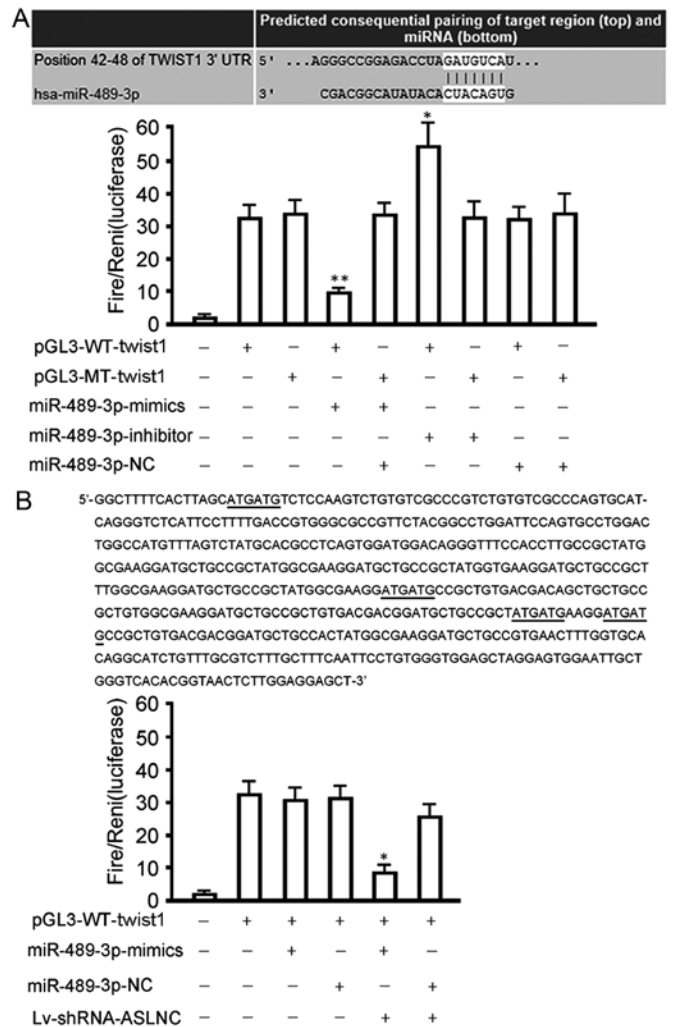 A
Predicted consequential pairing of target region (top) and
miRNA (bottom)
Position 42-48 of TWIST1 3' UTR 5' ...AGGGCCGGAGACCUAGAUGUCAU...
hsa-miR-489-3p 3' CGACGGCAUAUACACUACAGUG
60
50
40
30
20
10
0
Fire/Reni(luciferase)
** *
pGL3-WT-twist1 – + – + – + – + –
pGL3-MT-twist1 – – + – + – + – +
miR-489-3p-mimics – – – + + – – – –
miR-489-3p-inhibitor – – – – – + + – –
miR-489-3p-NC – – – – + – – + +
B
5'-GGCTTTTCACTTAGCATGATGTCTCCAAGTCTGTGTCGCCCGTCTGTGTCGCCCAGTGCAT-
CAGGGTCTCATTCCTTTTGACCGTGGGCGCCGTTCTACGGCCTGGATTCCAGTGCCTGGAC
TGGCCATGTTTAGTCTATGCACGCCTCAGTGGATGGACAGGGTTTCCACCTTGCCGCTATG
GCGAAGGATGCTGCCGCTATGGCGAAGGATGCTGCCGCTATGGTGAAGGATGCTGCCGCT
TTGGCGAAGGATGCTGCCGCTATGGCGAAGGATGATGCCGCTGTGACGACAGCTGCTGCC
GCTGTGGCGAAGGATGCTGCCGCTGTGACGACGGATGCTGCCGCTATGATGAAGGATGAT
GCCGCTGTGACGACGGATGCTGCCACTATGGCGAAGGATGCTGCCGTGAACTTTGGTGCA
CAGGCATCTGTTTGCGTCTTTGCTTTCAATTCCTGTGGGTGGAGCTAGGAGTGGAATTGCT
GGGTCACACGGTAACTCTTGGAGGAGCT-3'
60
50
40
30
20
10
0
Fire/Reni(luciferase)
*
pGL3-WT-twist1 – + + + + +
miR-489-3p-mimics – – + – + –
miR-489-3p-NC – – – + – +
Lv-shRNA-ASLNC – – – – + +